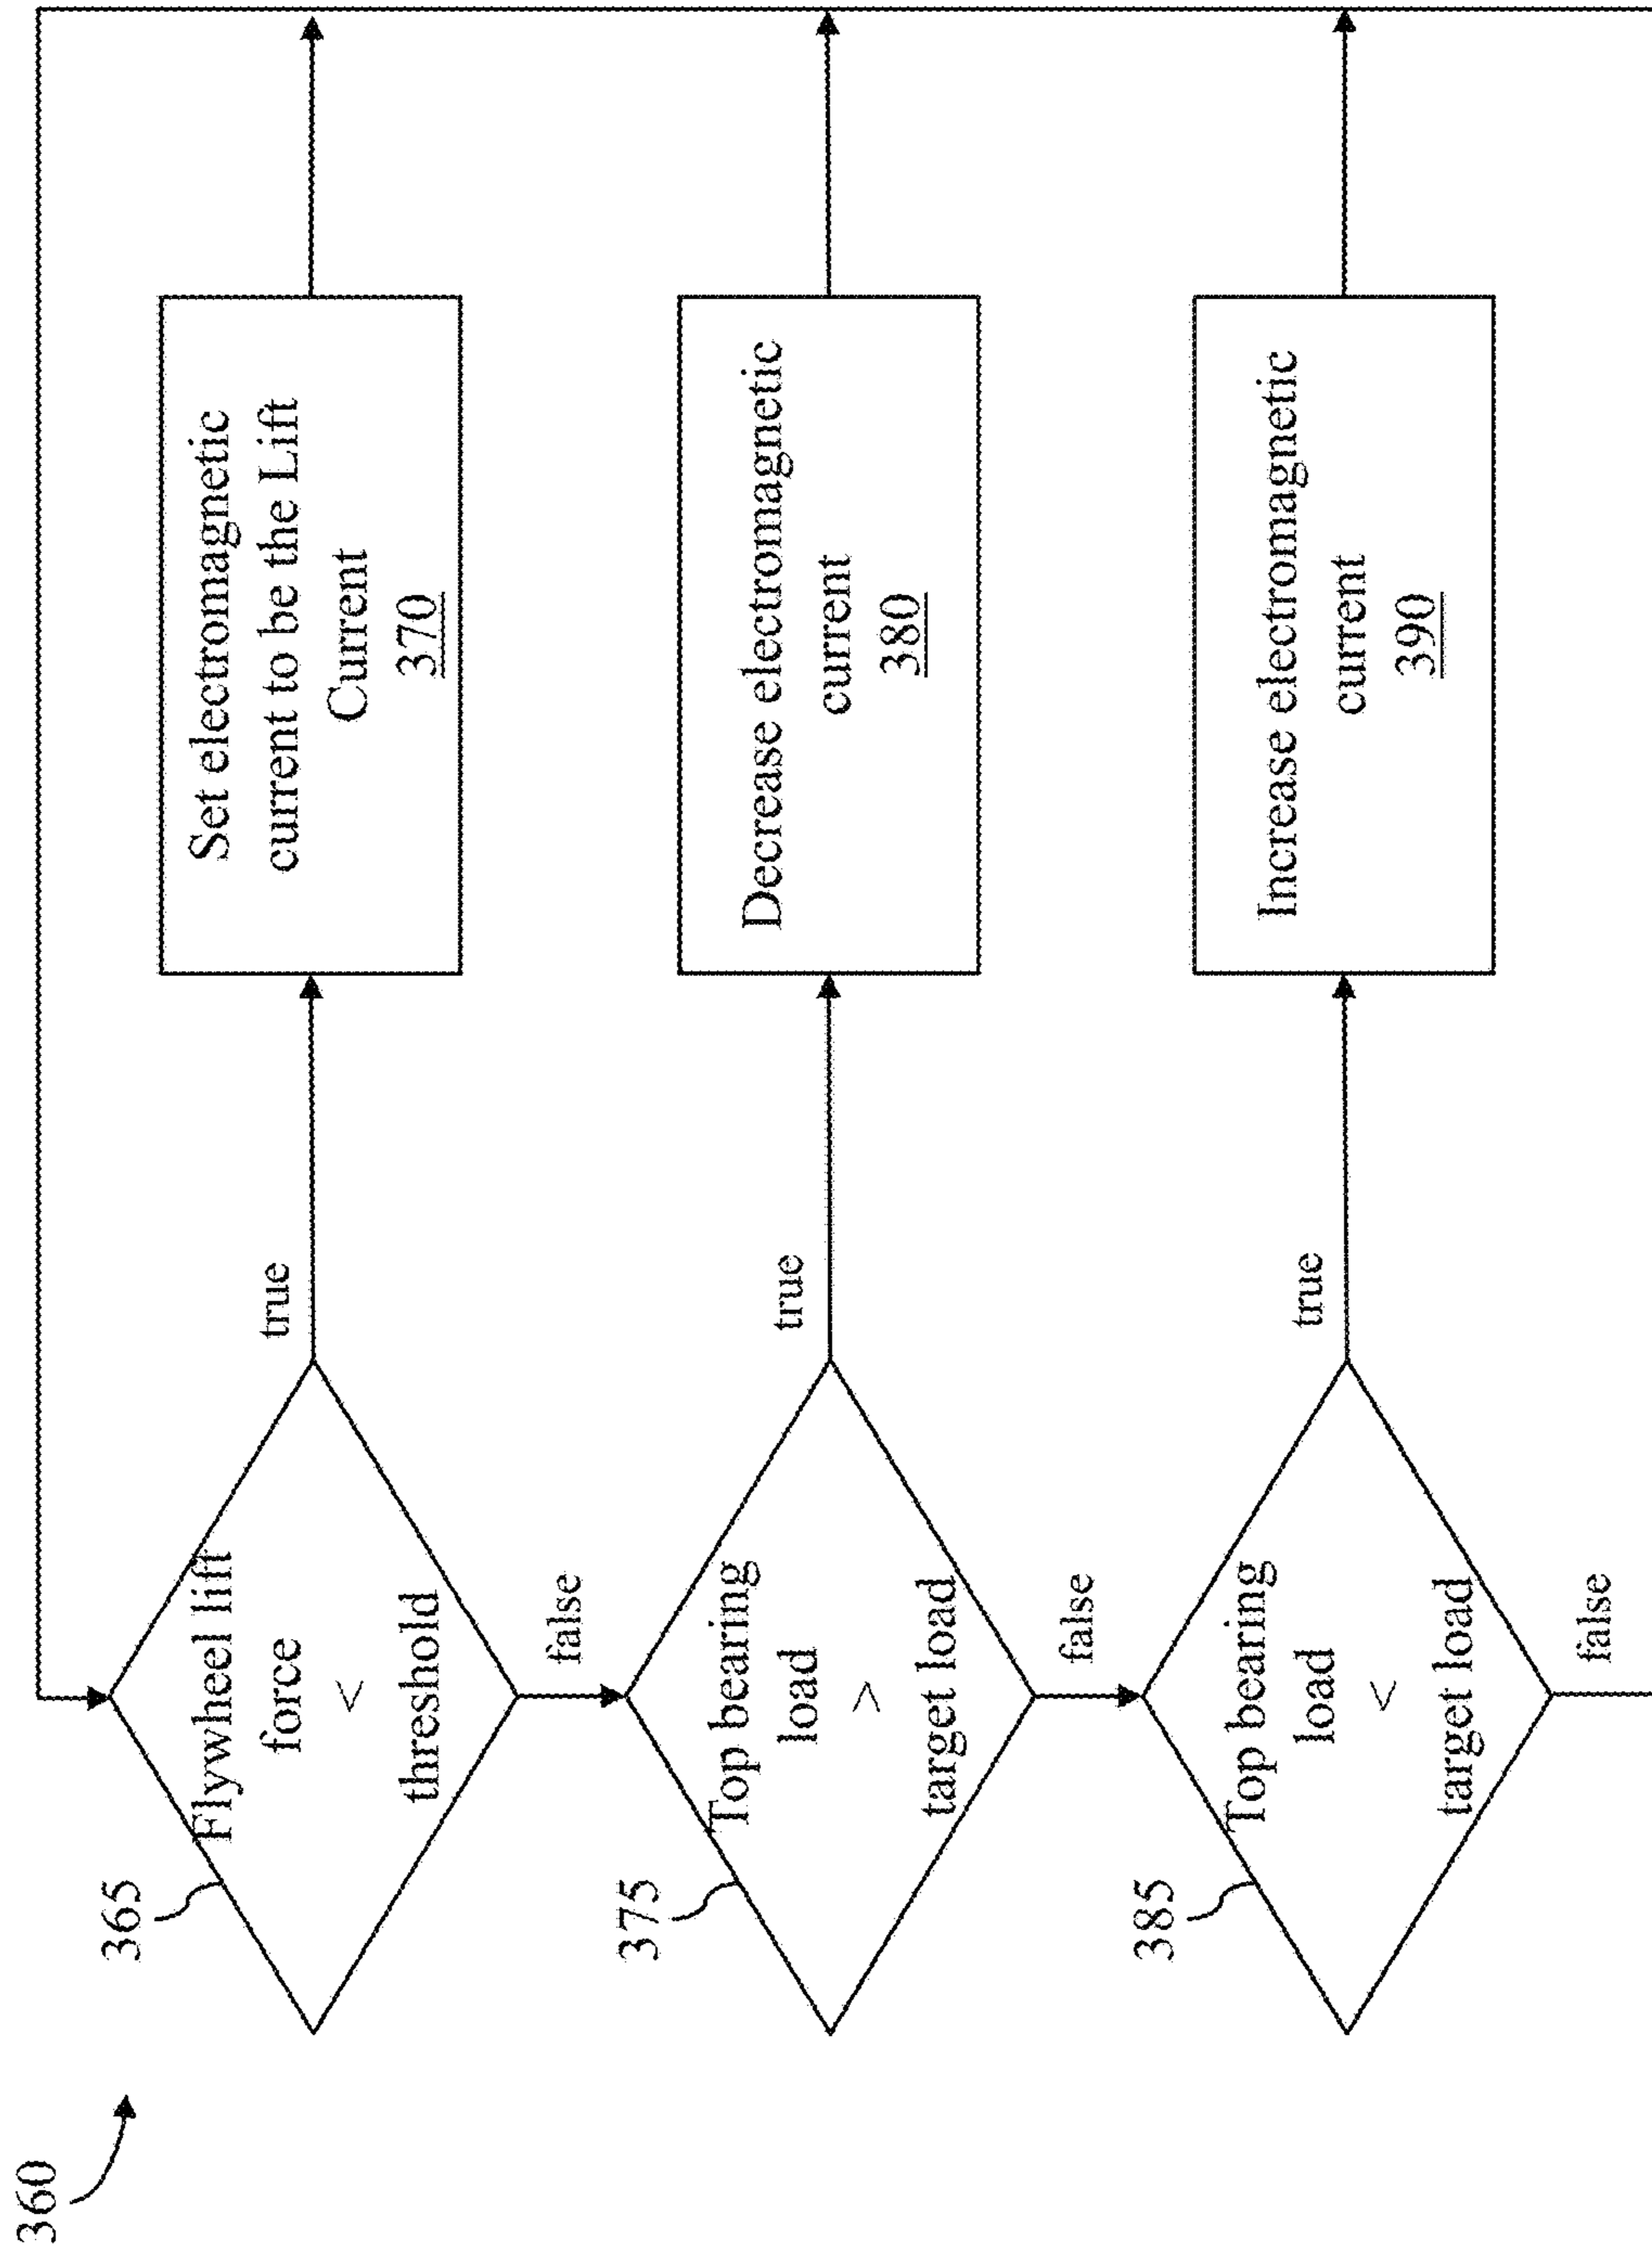 360
365
Flywheel lift
force
<
threshold
true
Set electromagnetic
current to be the Lift
Current
370
false
375
Top bearing
load
>
target load
true
Decrease electromagnetic
current
380
false
385
Top bearing
load
<
target load
true
Increase electromagnetic
current
390
false